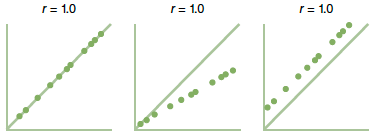 r = 1.0 r = 1.0 r = 1.0